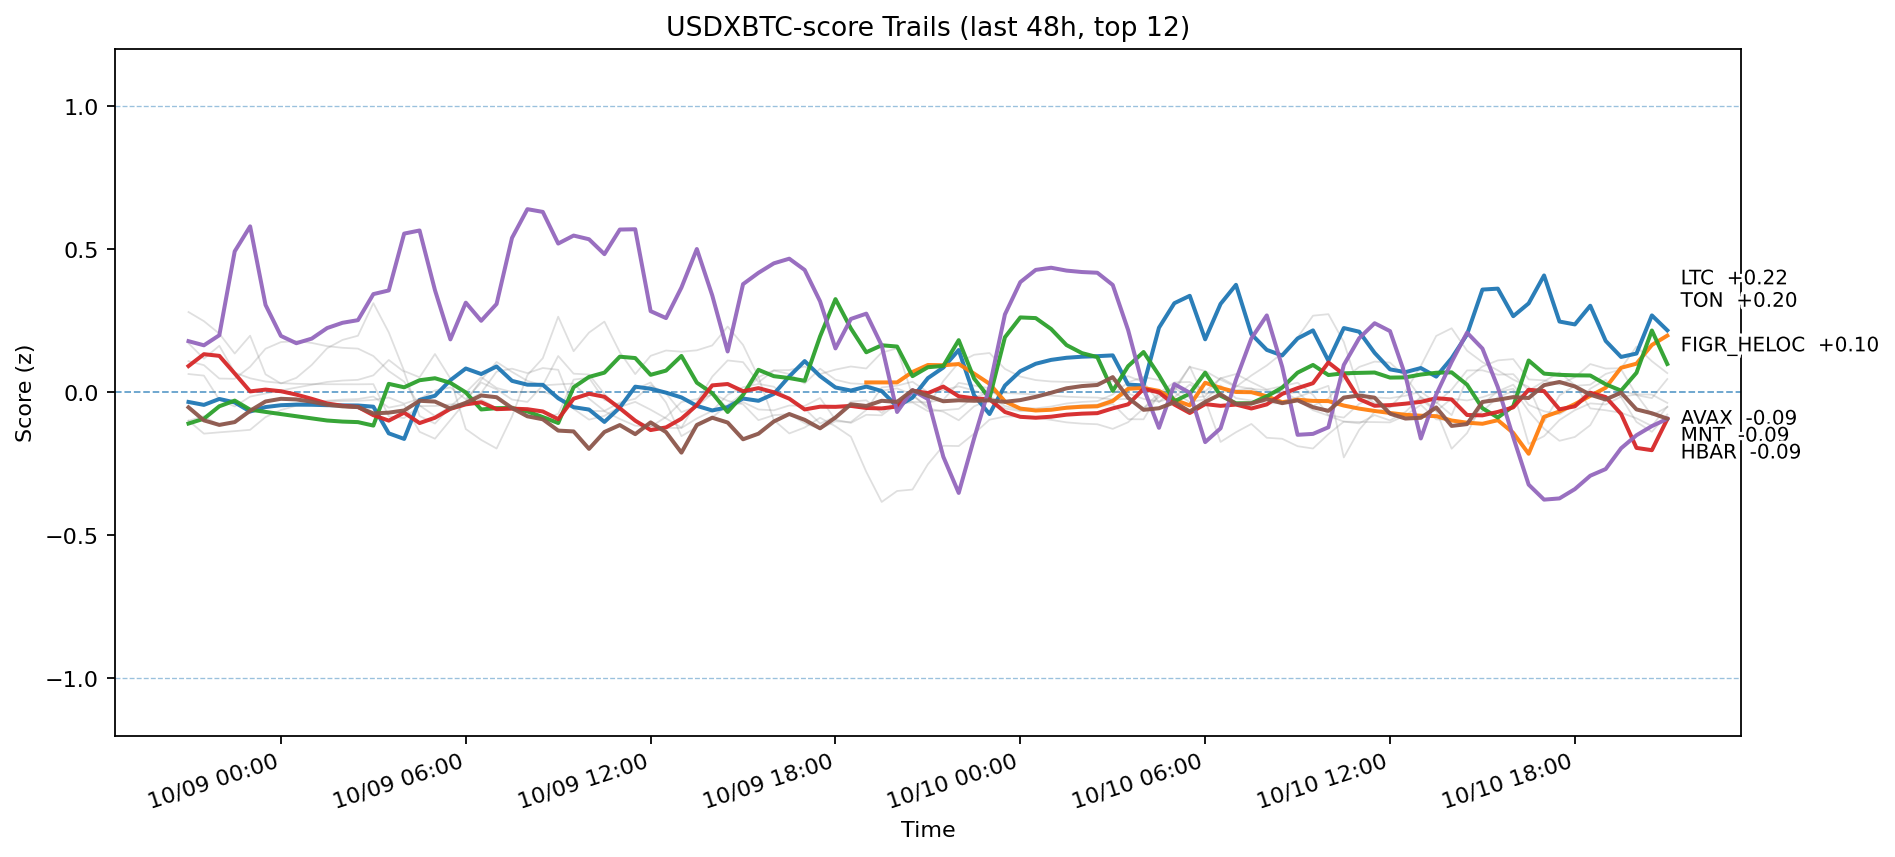 USDXBTC-score Trails (last 48h, top 12)
Score (z)
1.0
0.5
0.0
−0.5
−1.0
LTC +0.22
TON +0.20
FIGR_HELOC +0.10
AVAX -0.09
MNT -0.09
HBAR -0.09
10/09 00:00
10/09 06:00
10/09 12:00
10/09 18:00
10/10 00:00
10/10 06:00
10/10 12:00
10/10 18:00
Time